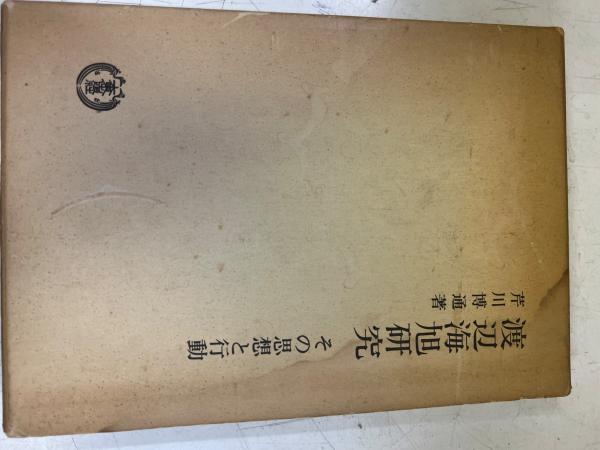 渡辺海旭研究
その思想と行動
芹川博通著